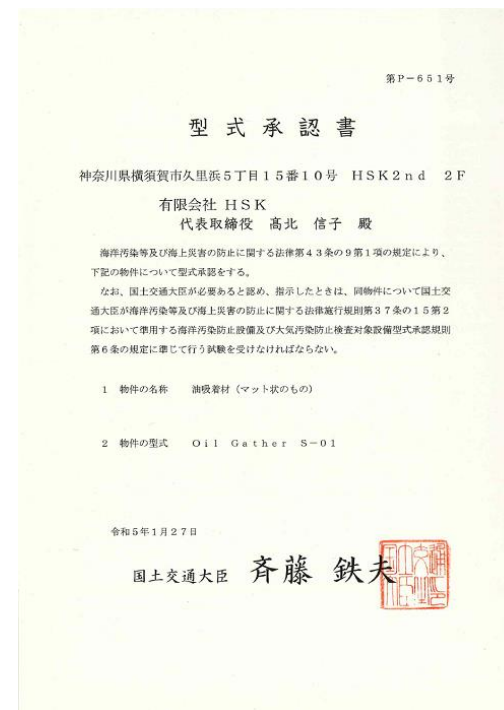 第P－651号
型式承認書
神奈川県横須賀市久里浜5丁目15番10号　HSK2nd　2F
有限会社 HSK
代表取締役　髙北　信子　殿
海洋汚染等及び海上災害の防止に関する法律第43条の9第1項の規定により、
下記の物件について型式承認をする。
なお、国土交通大臣が必要あると認め、指示したときは、同物件について国土交
通大臣が海洋汚染等及び海上災害の防止に関する法律施行規則第37条の15第2
項において準用する海洋汚染防止設備及び大気汚染防止検査対象設備型式承認規則
第6条の規定に準じて行う試験を受けなければならない。
1　物件の名称　油吸着材（マット状のもの）
2　物件の型式　Oil　Gather　S－01
令和5年1月27日
国土交通大臣　斉藤　鉄夫